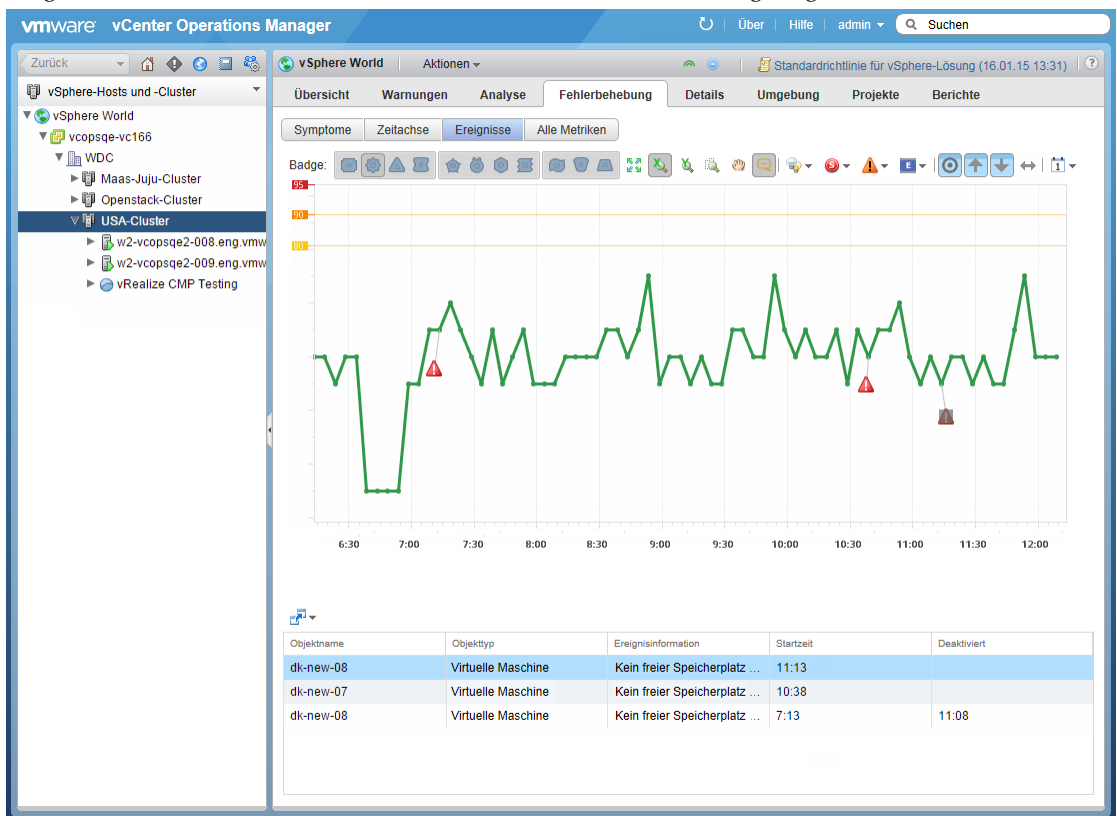 vmware vCenter Operations Manager
Über Hilfe admin Suchen
Zurück
vSphere-Hosts und -Cluster
vSphere World
vcopsqe-vc166
WDC
Maas-Juju-Cluster
Openstack-Cluster
USA-Cluster
w2-vcopsqe2-008.eng.vmw
w2-vcopsqe2-009.eng.vmw
vRealize CMP Testing
vSphere World Aktionen Standardrichtlinie für vSphere-Lösung (16.01.15 13:31) ?
Übersicht Warnungen Analyse Fehlerbehebung Details Umgebung Projekte Berichte
Symptome Zeitachse Ereignisse Alle Metriken
Badge: S E 1
95
90
80
6:30 7:00 7:30 8:00 8:30 9:00 9:30 10:00 10:30 11:00 11:30 12:00
Objektname Objekttyp Ereignisinformation Startzeit Deaktiviert
dk-new-08 Virtuelle Maschine Kein freier Speicherplatz ... 11:13
dk-new-07 Virtuelle Maschine Kein freier Speicherplatz ... 10:38
dk-new-08 Virtuelle Maschine Kein freier Speicherplatz ... 7:13 11:08